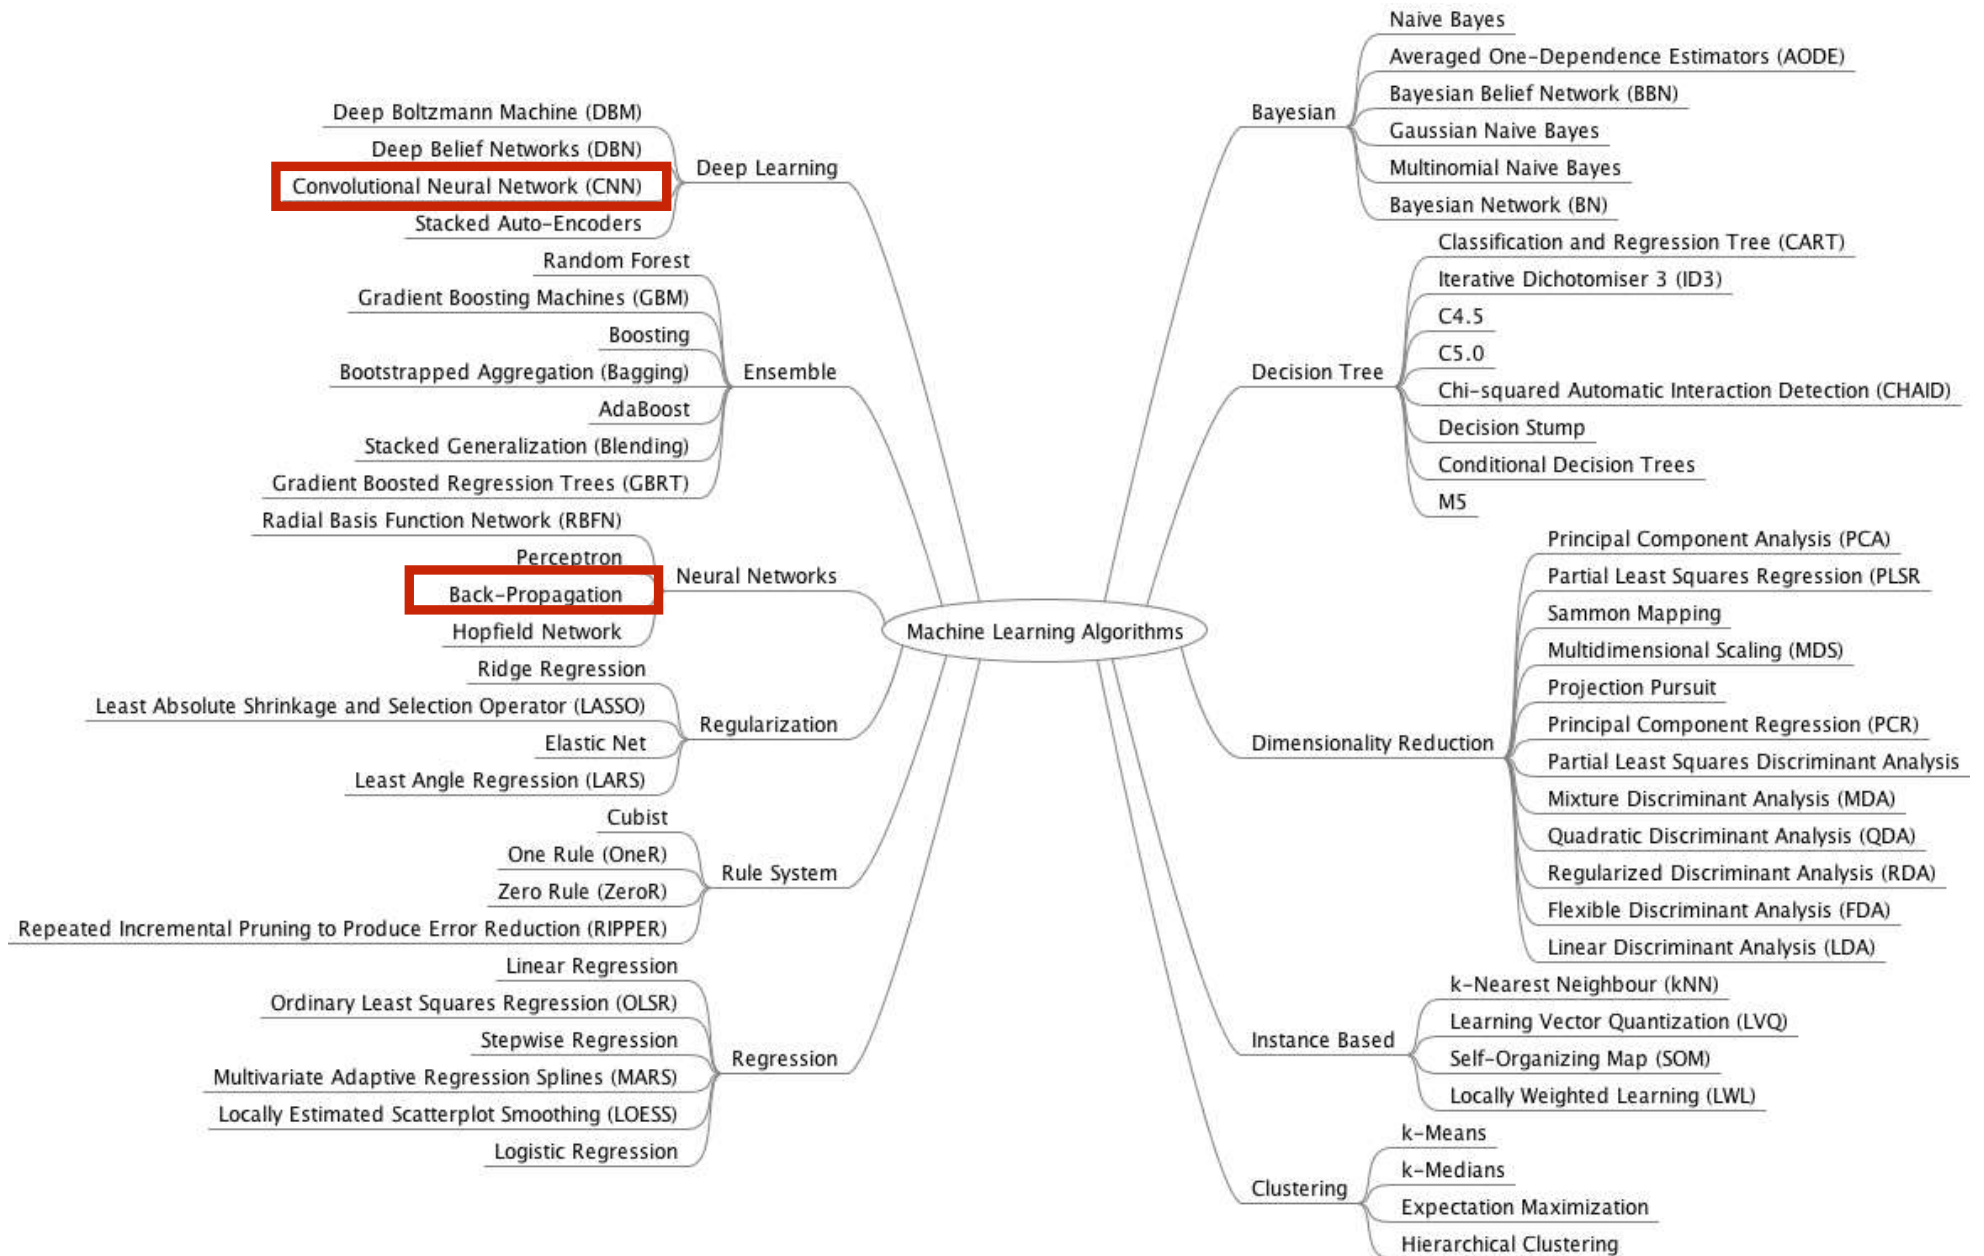 Deep Boltzmann Machine (DBM)
Deep Belief Networks (DBN)
Convolutional Neural Network (CNN)
Stacked Auto-Encoders
Deep Learning
Random Forest
Gradient Boosting Machines (GBM)
Boosting
Bootstrapped Aggregation (Bagging)
AdaBoost
Stacked Generalization (Blending)
Gradient Boosted Regression Trees (GBRT)
Ensemble
Radial Basis Function Network (RBFN)
Perceptron
Back-Propagation
Hopfield Network
Neural Networks
Ridge Regression
Least Absolute Shrinkage and Selection Operator (LASSO)
Elastic Net
Least Angle Regression (LARS)
Regularization
Cubist
One Rule (OneR)
Zero Rule (ZeroR)
Repeated Incremental Pruning to Produce Error Reduction (RIPPER)
Rule System
Linear Regression
Ordinary Least Squares Regression (OLSR)
Stepwise Regression
Multivariate Adaptive Regression Splines (MARS)
Locally Estimated Scatterplot Smoothing (LOESS)
Logistic Regression
Regression
Machine Learning Algorithms
Bayesian
Naive Bayes
Averaged One-Dependence Estimators (AODE)
Bayesian Belief Network (BBN)
Gaussian Naive Bayes
Multinomial Naive Bayes
Bayesian Network (BN)
Decision Tree
Classification and Regression Tree (CART)
Iterative Dichotomiser 3 (ID3)
C4.5
C5.0
Chi-squared Automatic Interaction Detection (CHAID)
Decision Stump
Conditional Decision Trees
M5
Dimensionality Reduction
Principal Component Analysis (PCA)
Partial Least Squares Regression (PLSR
Sammon Mapping
Multidimensional Scaling (MDS)
Projection Pursuit
Principal Component Regression (PCR)
Partial Least Squares Discriminant Analysis
Mixture Discriminant Analysis (MDA)
Quadratic Discriminant Analysis (QDA)
Regularized Discriminant Analysis (RDA)
Flexible Discriminant Analysis (FDA)
Linear Discriminant Analysis (LDA)
Instance Based
k-Nearest Neighbour (kNN)
Learning Vector Quantization (LVQ)
Self-Organizing Map (SOM)
Locally Weighted Learning (LWL)
Clustering
k-Means
k-Medians
Expectation Maximization
Hierarchical Clustering